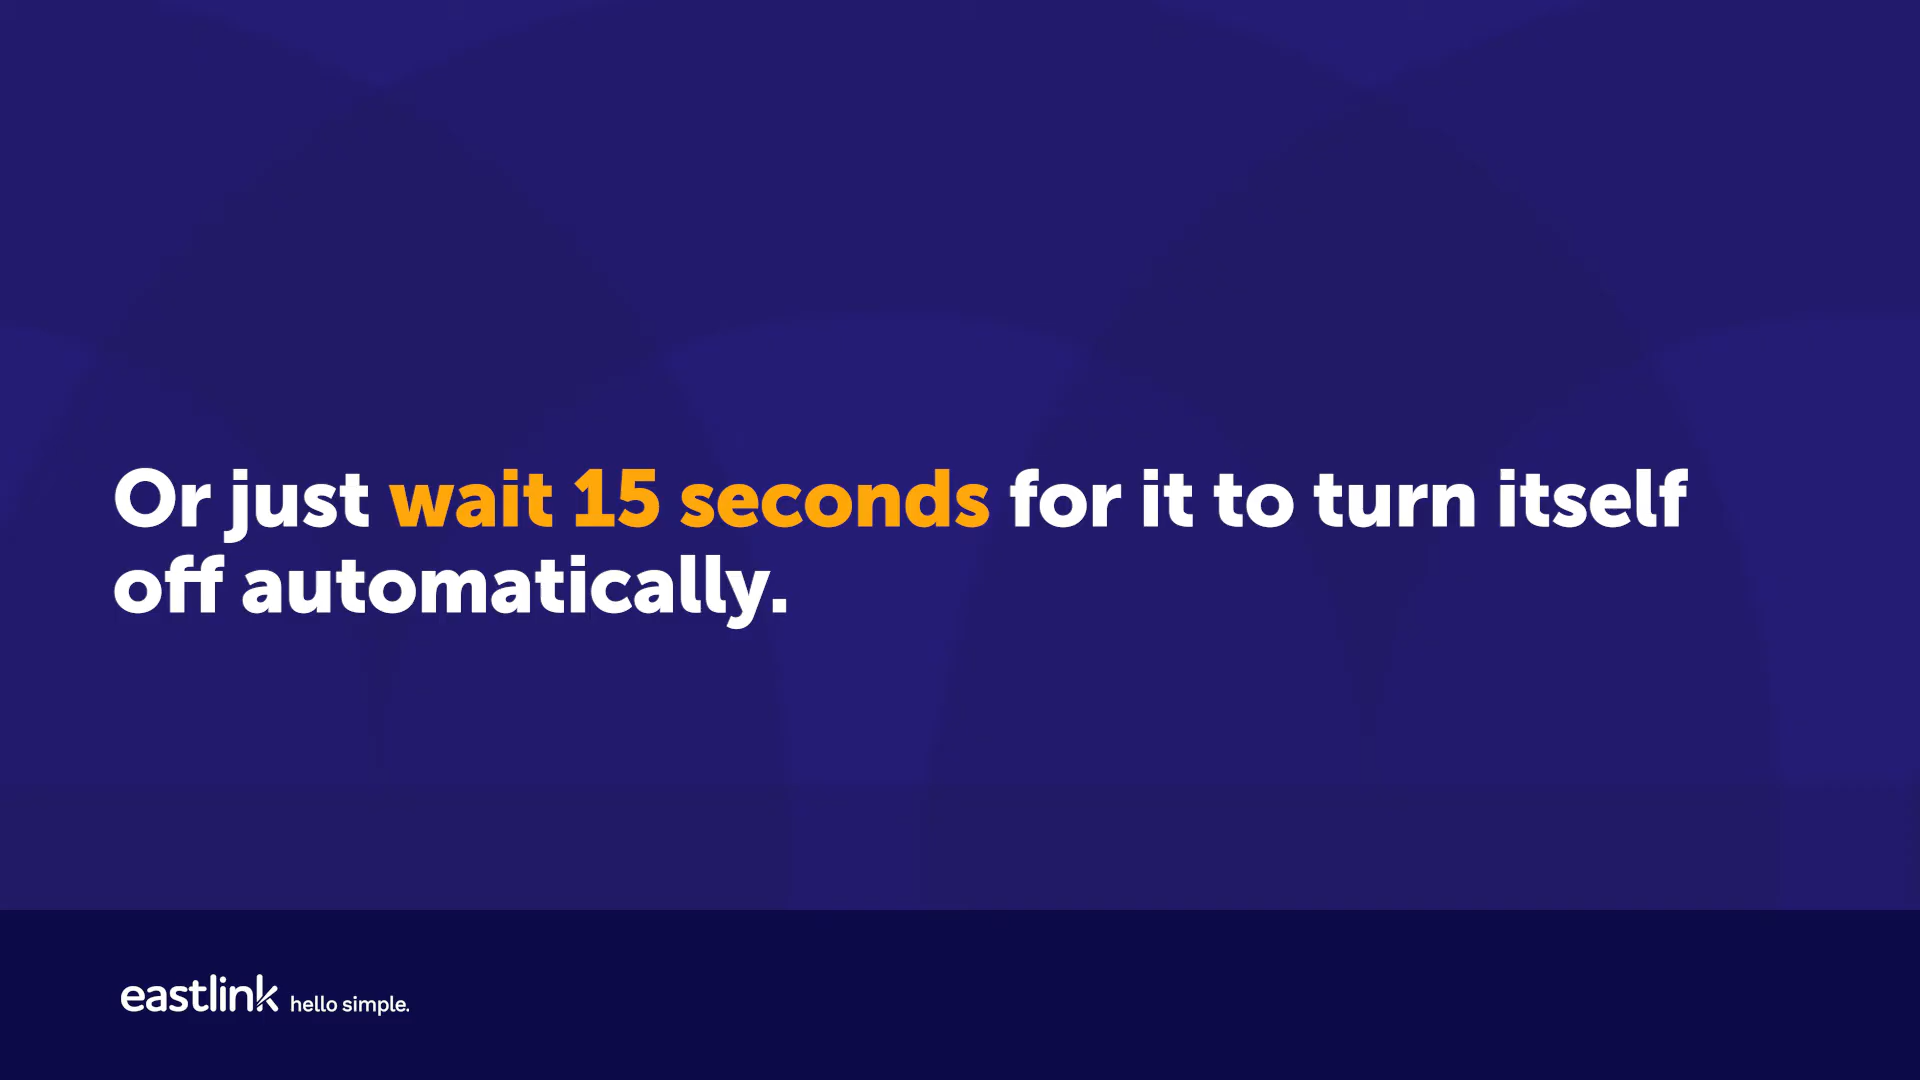 Or just wait 15 seconds for it to turn itself
off automatically.
eastlink hello simple.